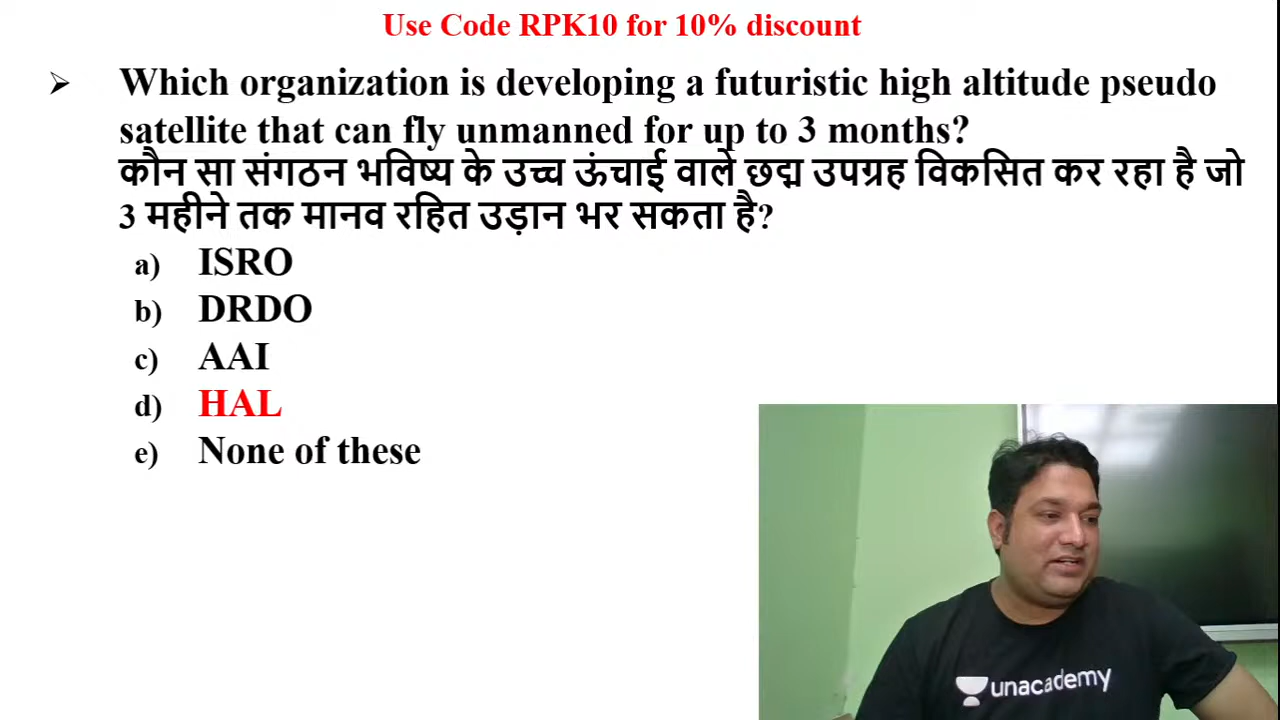 Use Code RPK10 for 10% discount
➢ Which organization is developing a futuristic high altitude pseudo
satellite that can fly unmanned for up to 3 months?
कौन सा संगठन भविष्य के उच्च ऊंचाई वाले छद्म उपग्रह विकसित कर रहा है जो
3 महीने तक मानव रहित उड़ान भर सकता है?
a) ISRO
b) DRDO
c) AAI
d) HAL
e) None of these
unacademy